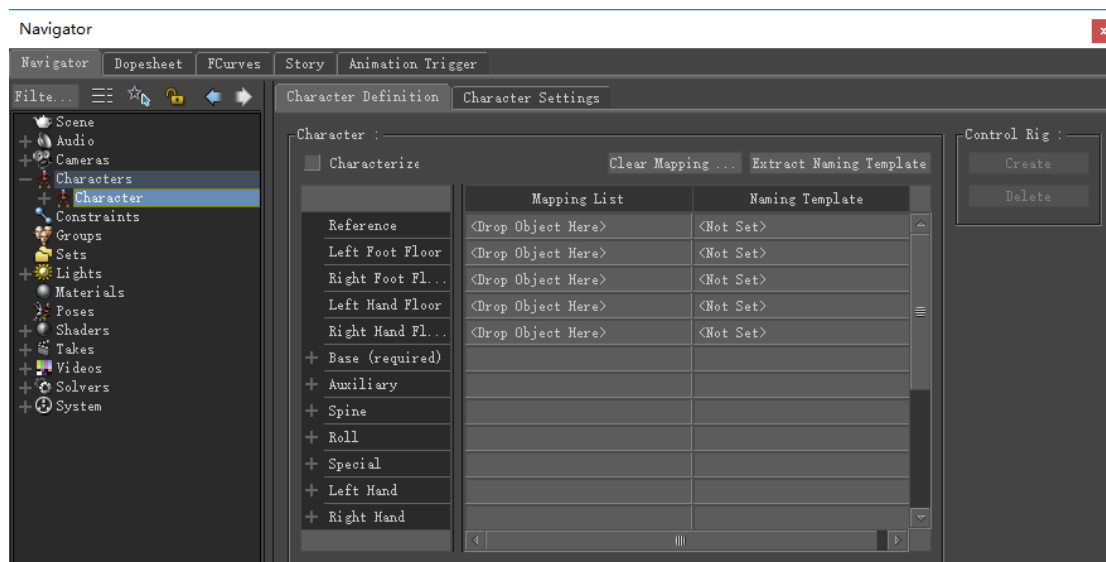 Navigator
Navigator Dopesheet FCurves Story Animation Trigger
Filte... Character Definition Character Settings
Scene
Audio
Cameras
Characters
Character
Constraints
Groups
Sets
Lights
Materials
Poses
Shaders
Takes
Videos
Solvers
System
Character :
Characterize Clear Mapping ... Extract Naming Template
Mapping List Naming Template
Reference <Drop Object Here> <Not Set>
Left Foot Floor <Drop Object Here> <Not Set>
Right Foot Fl... <Drop Object Here> <Not Set>
Left Hand Floor <Drop Object Here> <Not Set>
Right Hand Fl... <Drop Object Here> <Not Set>
Base (required)
Auxiliary
Spine
Roll
Special
Left Hand
Right Hand
Control Rig :
Create
Delete